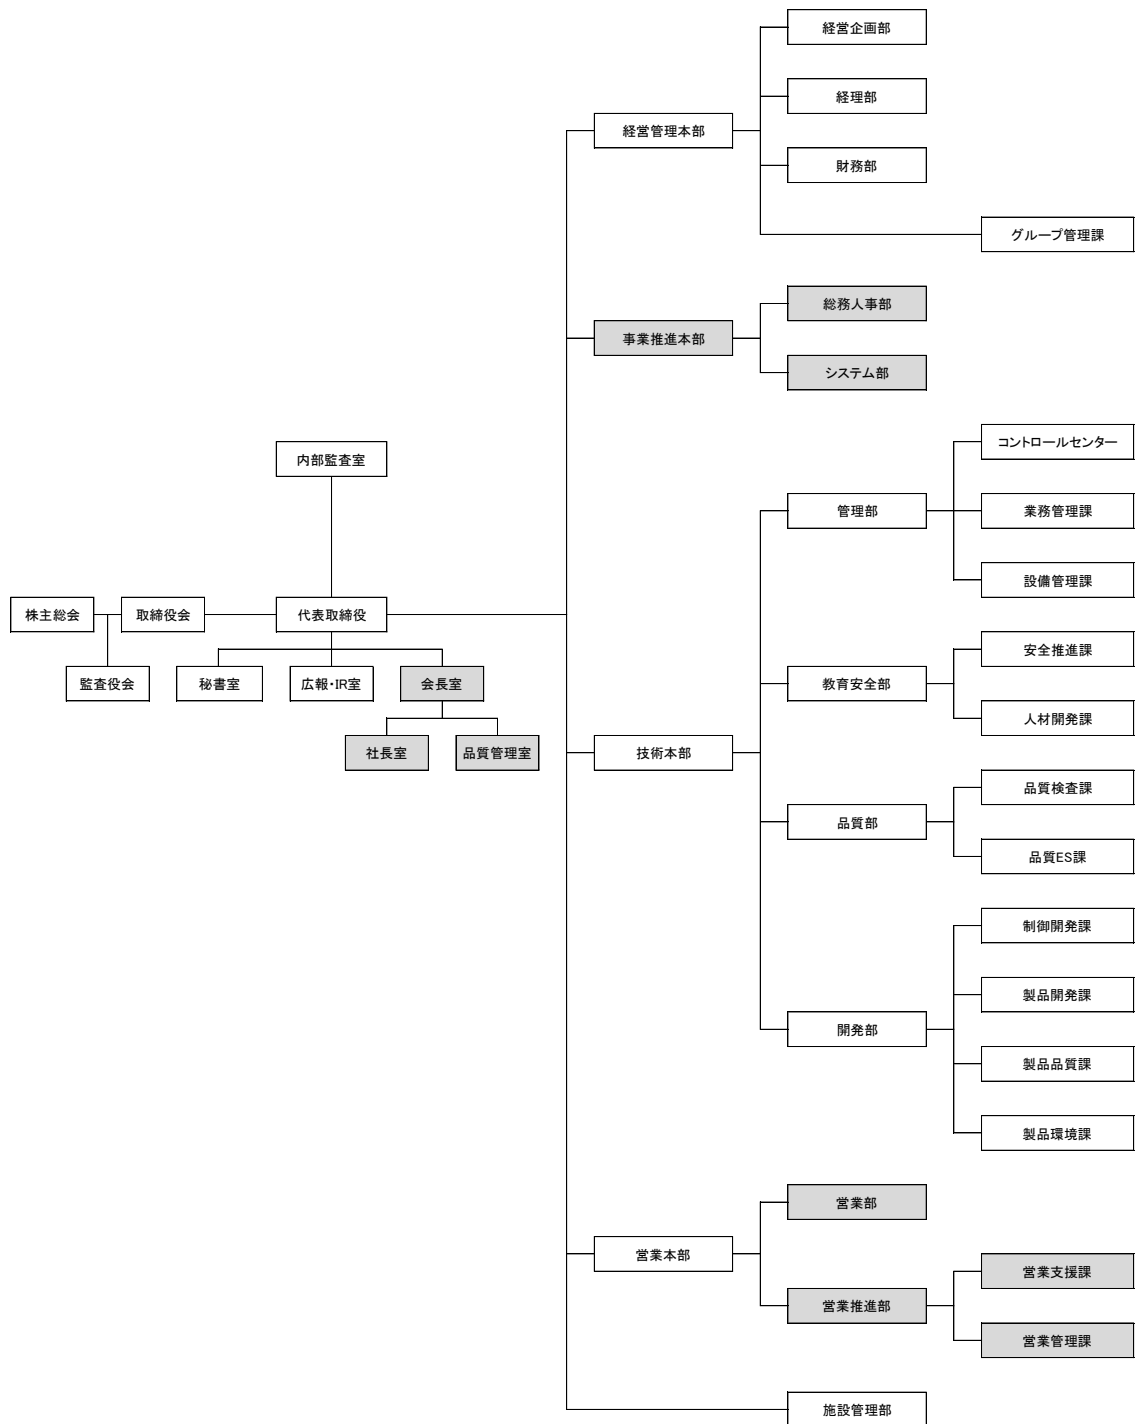 経営企画部
経理部
経営管理本部
財務部
グループ管理課
総務人事部
事業推進本部
システム部
コントロールセンター
内部監査室
管理部
業務管理課
設備管理課
株主総会
取締役会
代表取締役
安全推進課
監査役会
秘書室
広報・IR室
会長室
教育安全部
人材開発課
社長室
品質管理室
技術本部
品質検査課
品質部
品質ES課
制御開発課
製品開発課
開発部
製品品質課
製品環境課
営業部
営業本部
営業支援課
営業推進部
営業管理課
施設管理部